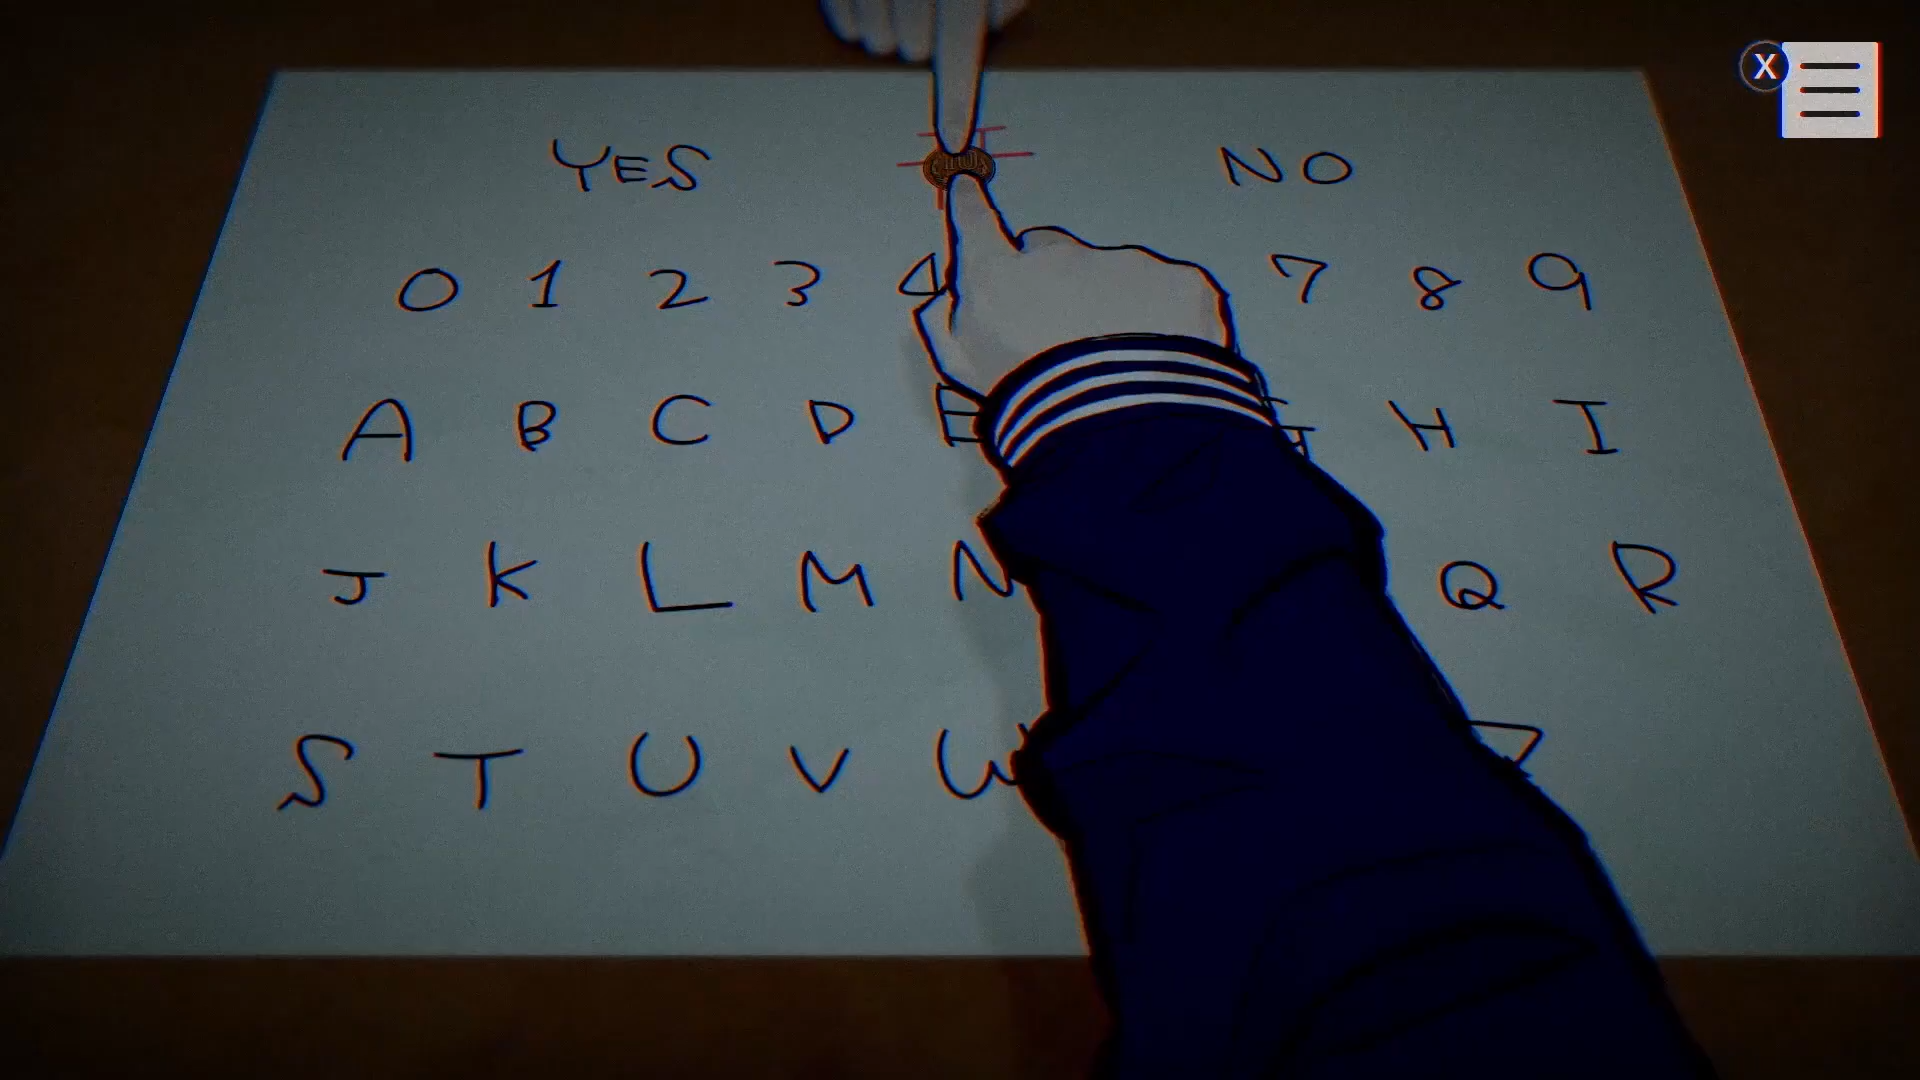 X
YES NO
0 1 2 3 4 7 8 9
A B C D E H I
J K L M N Q R
S T U V W